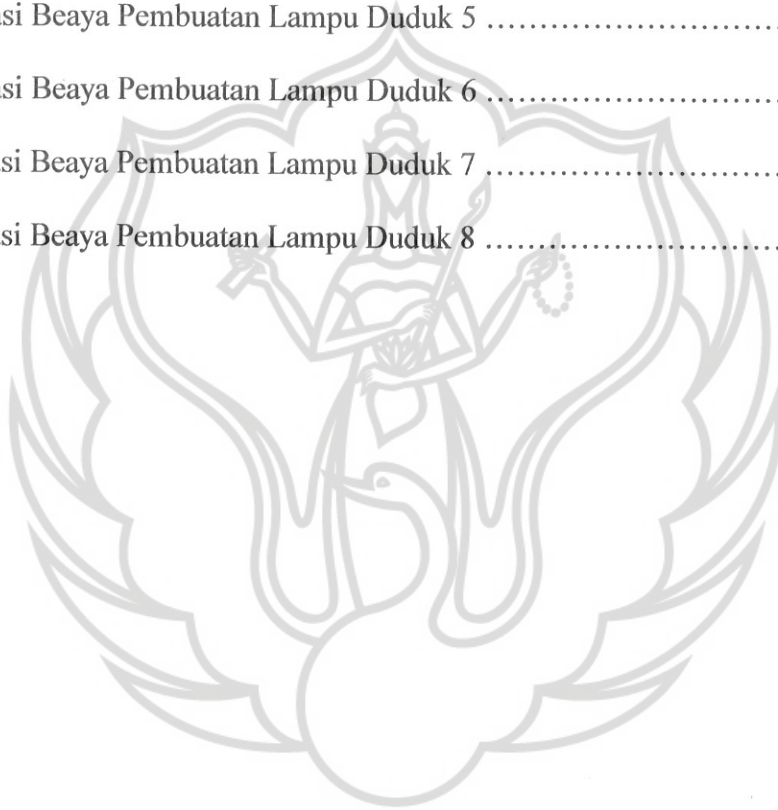 si Beaya Pembuatan Lampu Duduk 5 ..............................
si Beaya Pembuatan Lampu Duduk 6 ..............................
si Beaya Pembuatan Lampu Duduk 7 ..............................
si Beaya Pembuatan Lampu Duduk 8 ..............................